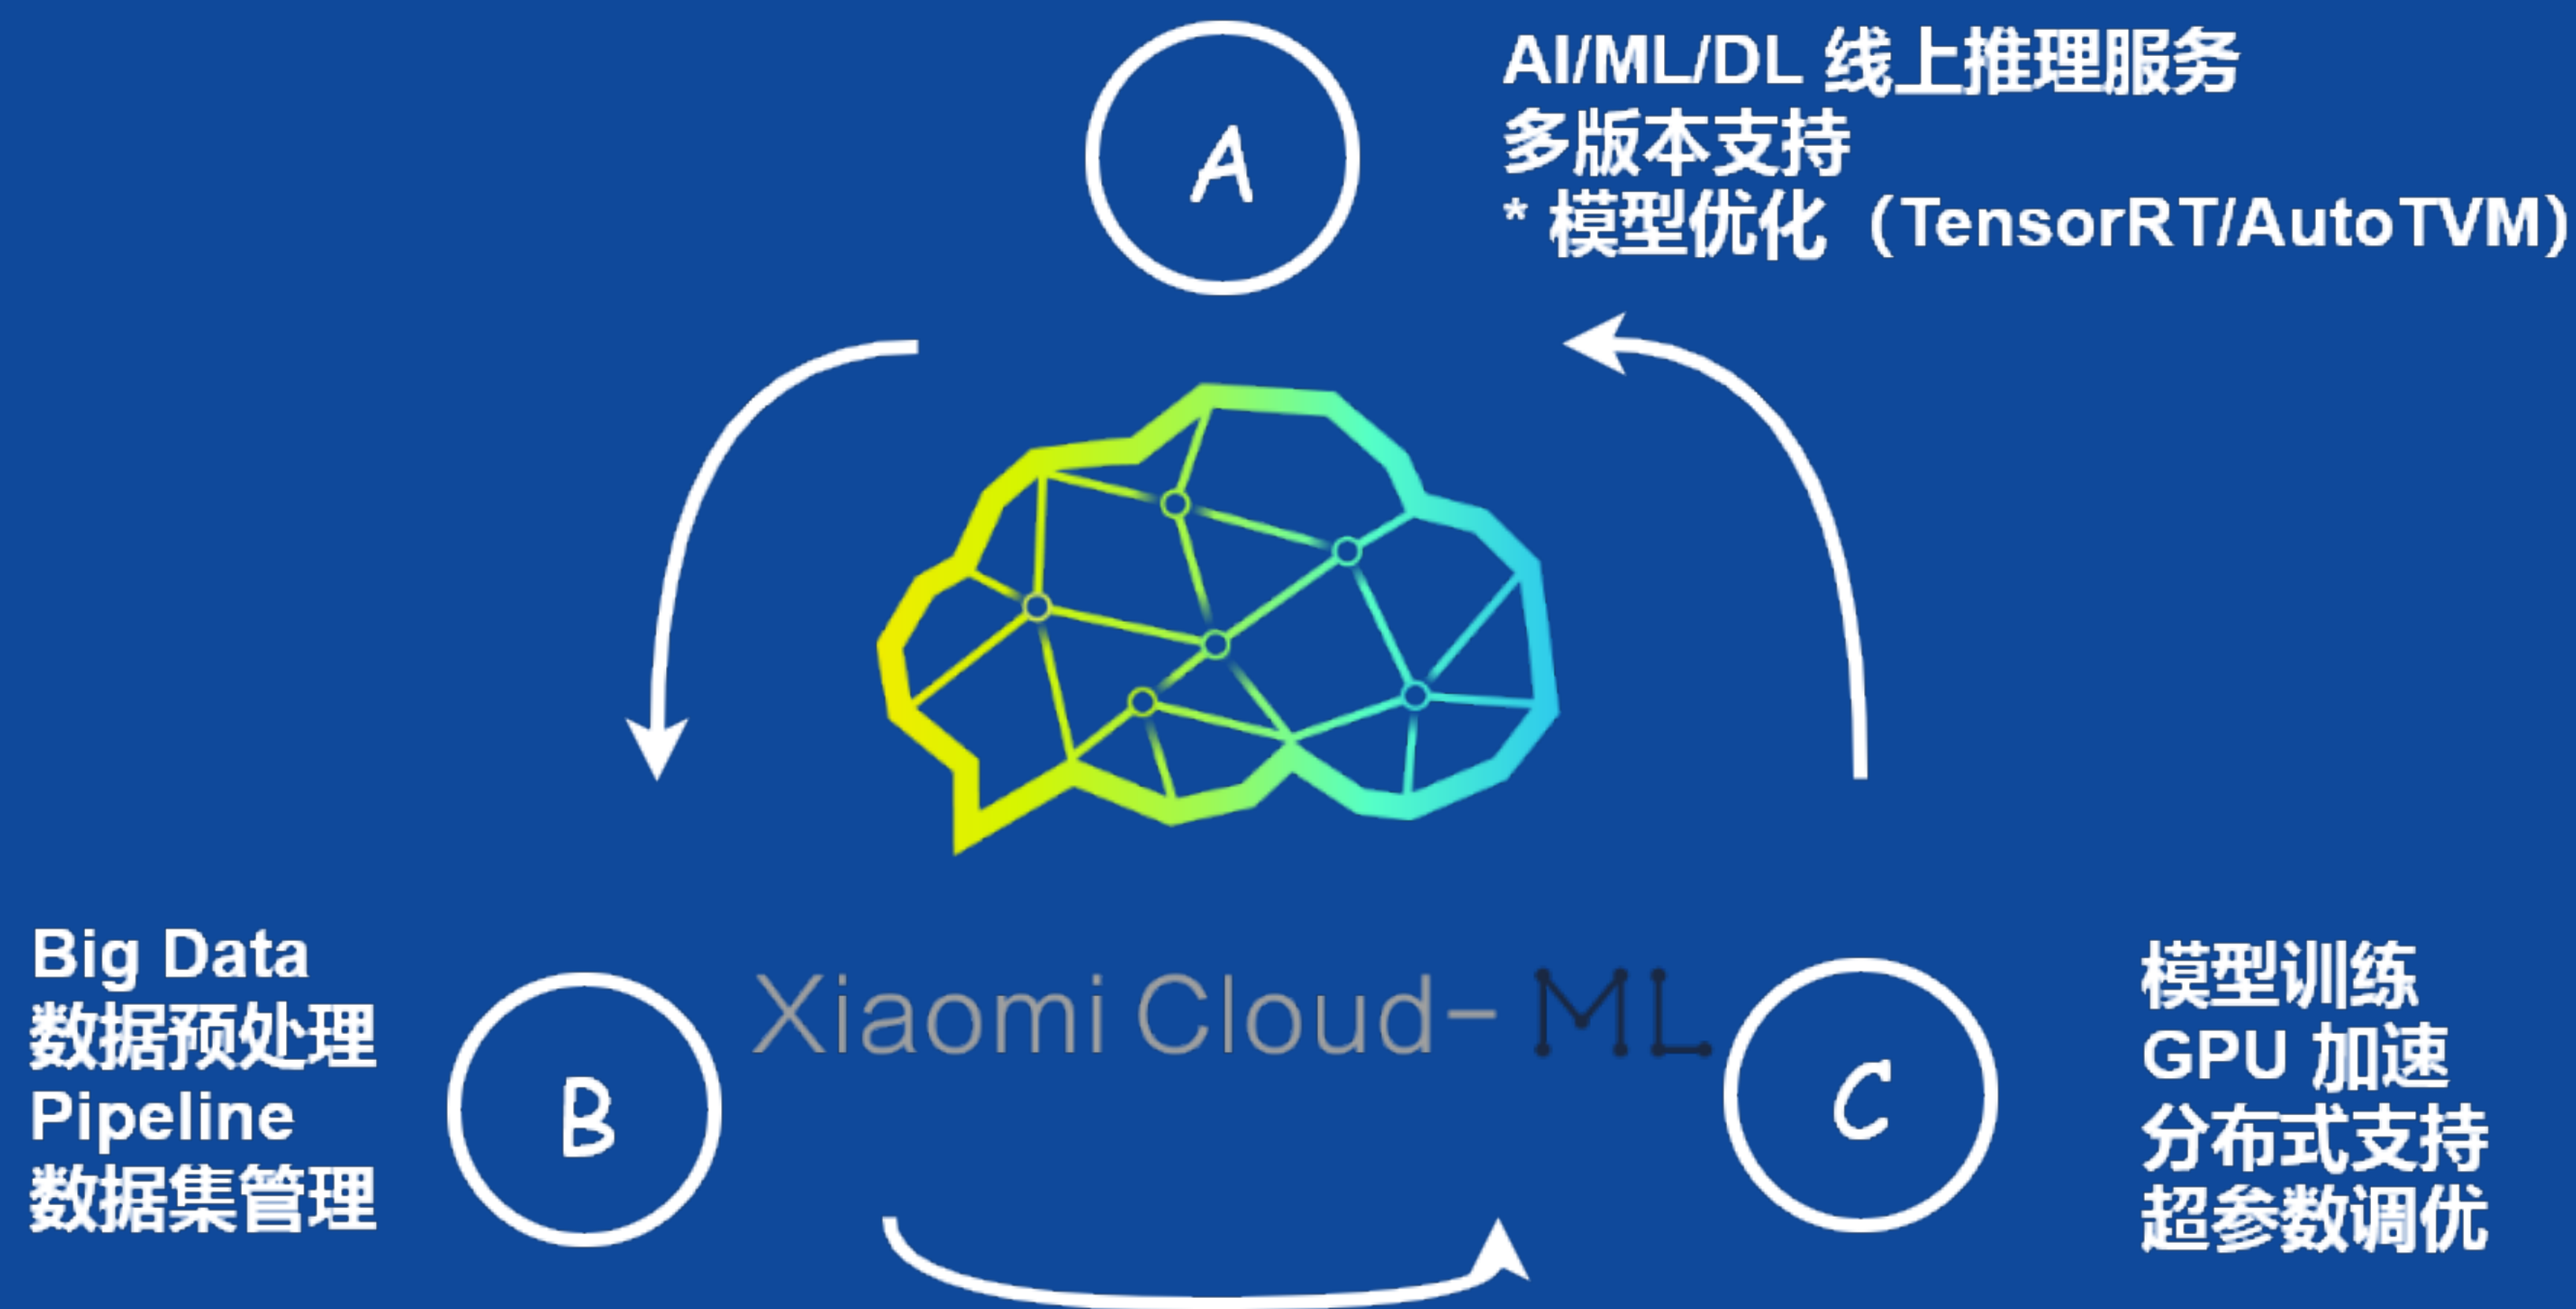 A
AI/ML/DL 线上推理服务
多版本支持
* 模型优化（TensorRT/AutoTVM）
Big Data
数据预处理
Pipeline
数据集管理
B
Xiaomi Cloud-ML
C
模型训练
GPU 加速
分布式支持
超参数调优